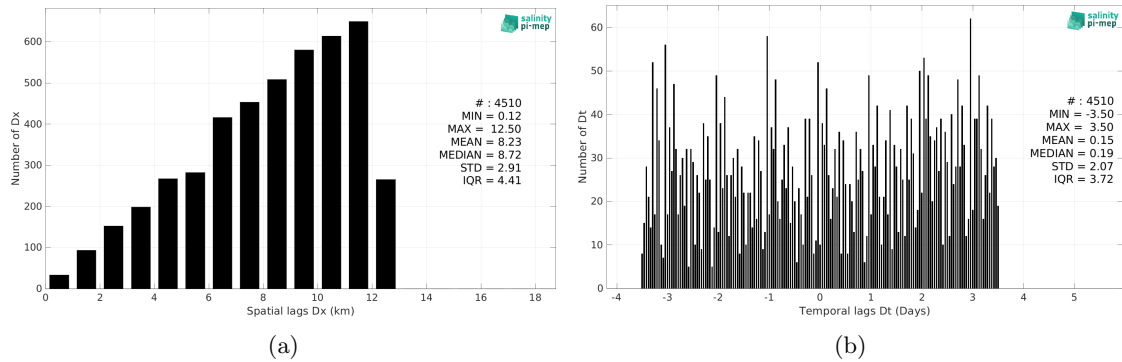 salinity
pi-mep
Number of Dx
600
500
400
300
200
100
0
# : 4510
MIN = 0.12
MAX = 12.50
MEAN = 8.23
MEDIAN = 8.72
STD = 2.91
IQR = 4.41
0 2 4 6 8 10 12 14 16 18
Spatial lags Dx (km)
(a)
salinity
pi-mep
Number of Dt
60
50
40
30
20
10
0
# : 4510
MIN = -3.50
MAX = 3.50
MEAN = 0.15
MEDIAN = 0.19
STD = 2.07
IQR = 3.72
-4 -3 -2 -1 0 1 2 3 4 5
Temporal lags Dt (Days)
(b)